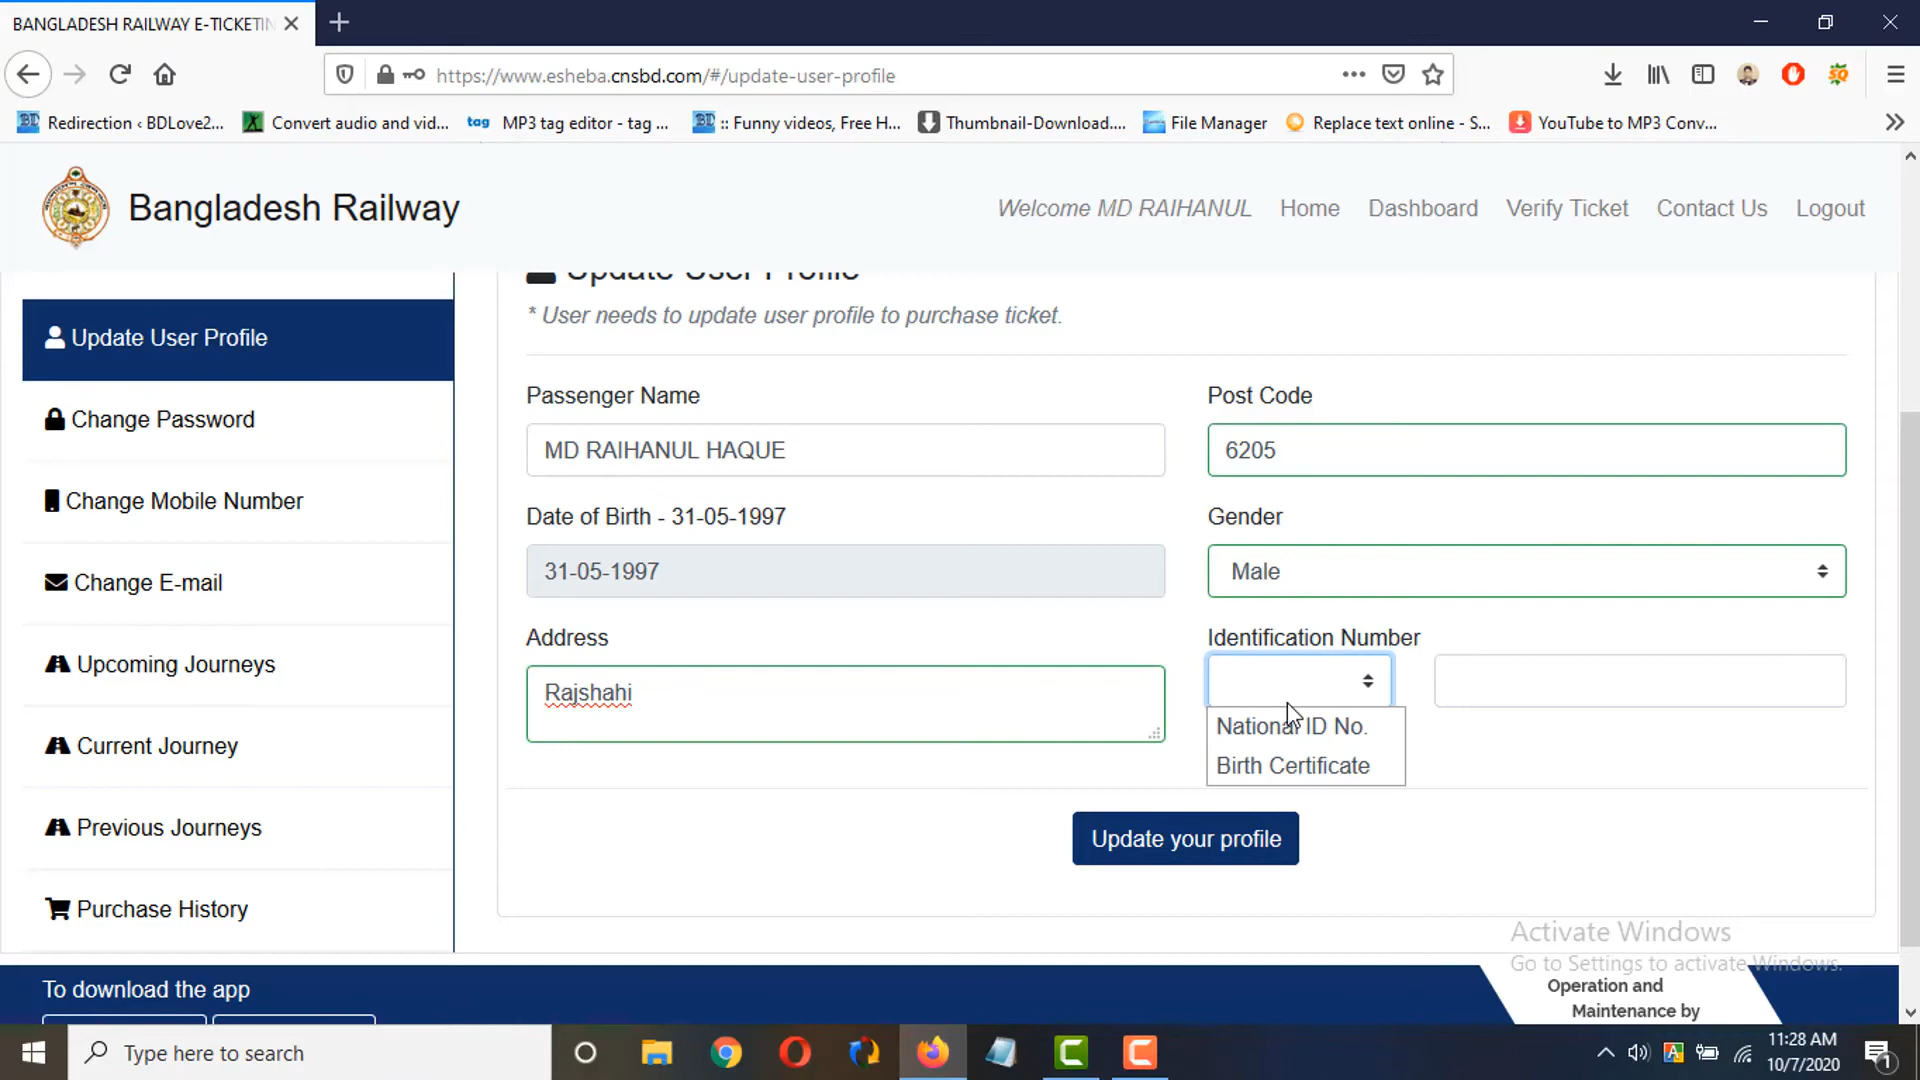 BANGLADESH RAILWAY E-TICKETIN
https://www.esheba.cnsbd.com/#/update-user-profile
Redirection ‹ BDLove2...
Convert audio and vid...
tag
MP3 tag editor - tag ...
:: Funny videos, Free H...
Thumbnail-Download....
File Manager
Replace text online - S...
YouTube to MP3 Conv...
Bangladesh Railway
Welcome MD RAIHANUL
Home
Dashboard
Verify Ticket
Contact Us
Logout
Update User Profile
* User needs to update user profile to purchase ticket.
Update User Profile
Change Password
Change Mobile Number
Change E-mail
Upcoming Journeys
Current Journey
Previous Journeys
Purchase History
Passenger Name
MD RAIHANUL HAQUE
Post Code
6205
Date of Birth - 31-05-1997
31-05-1997
Gender
Male
Address
Rajshahi
Identification Number
National ID No.
Birth Certificate
Update your profile
Activate Windows
Go to Settings to activate Windows.
To download the app
Operation and
Maintenance by
Type here to search
11:28 AM
10/7/2020
1